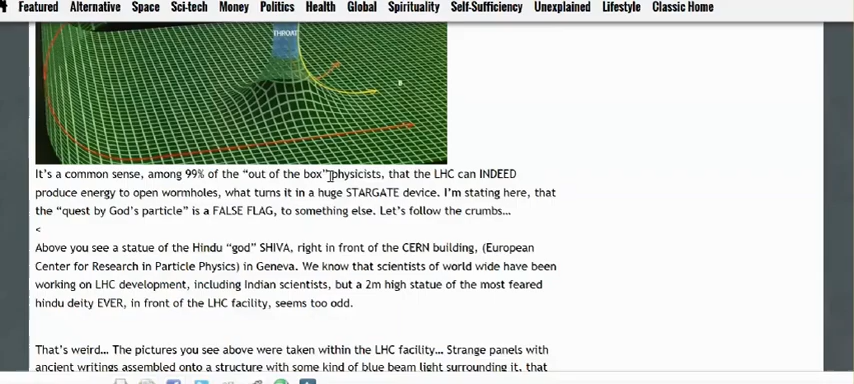 Featured Alternative Space Sci-tech Money Politics Health Global Spirituality Self-Sufficiency Unexplained Lifestyle Classic Home
THROAT
It's a common sense, among 99% of the “out of the box” physicists, that the LHC can INDEED
produce energy to open wormholes, what turns it in a huge STARGATE device. I'm stating here, that
the “quest by God's particle” is a FALSE FLAG, to something else. Let's follow the crumbs…
<
Above you see a statue of the Hindu “god” SHIVA, right in front of the CERN building, (European
Center for Research in Particle Physics) in Geneva. We know that scientists of world wide have been
working on LHC development, including Indian scientists, but a 2m high statue of the most feared
hindu deity EVER, in front of the LHC facility, seems too odd.
That's weird… The pictures you see above were taken within the LHC facility… Strange panels with
ancient writings assembled onto a structure with some kind of blue beam light surrounding it, that